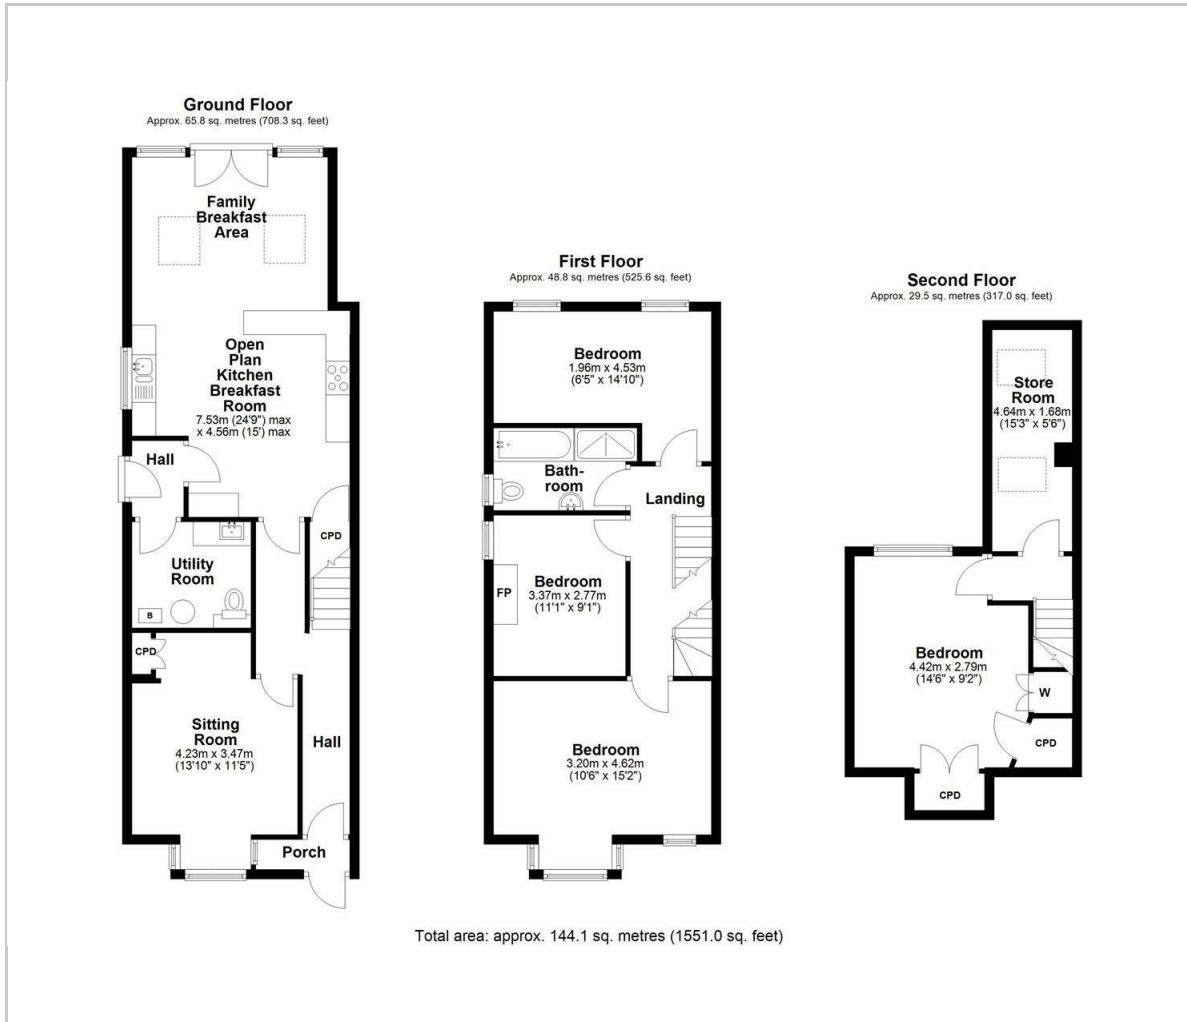 Ground Floor
Approx. 65.8 sq. metres (708.3 sq. feet)
Family
Breakfast
Area
Open
Plan
Kitchen
Breakfast
Room
7.53m (24'9") max
x 4.56m (15') max
Hall
CPD
Utility
Room
B
CPD
Sitting
Room
4.23m x 3.47m
(13'10" x 11'5")
Hall
Porch
First Floor
Approx. 48.8 sq. metres (525.6 sq. feet)
Bedroom
1.96m x 4.53m
(6'5" x 14'10")
Bath-
room
Landing
Bedroom
3.37m x 2.77m
(11'1" x 9'1")
FP
Bedroom
3.20m x 4.62m
(10'6" x 15'2")
Second Floor
Approx. 29.5 sq. metres (317.0 sq. feet)
Store
Room
4.64m x 1.68m
(15'3" x 5'6")
Bedroom
4.42m x 2.79m
(14'6" x 9'2")
W
CPD
CPD
Total area: approx. 144.1 sq. metres (1551.0 sq. feet)